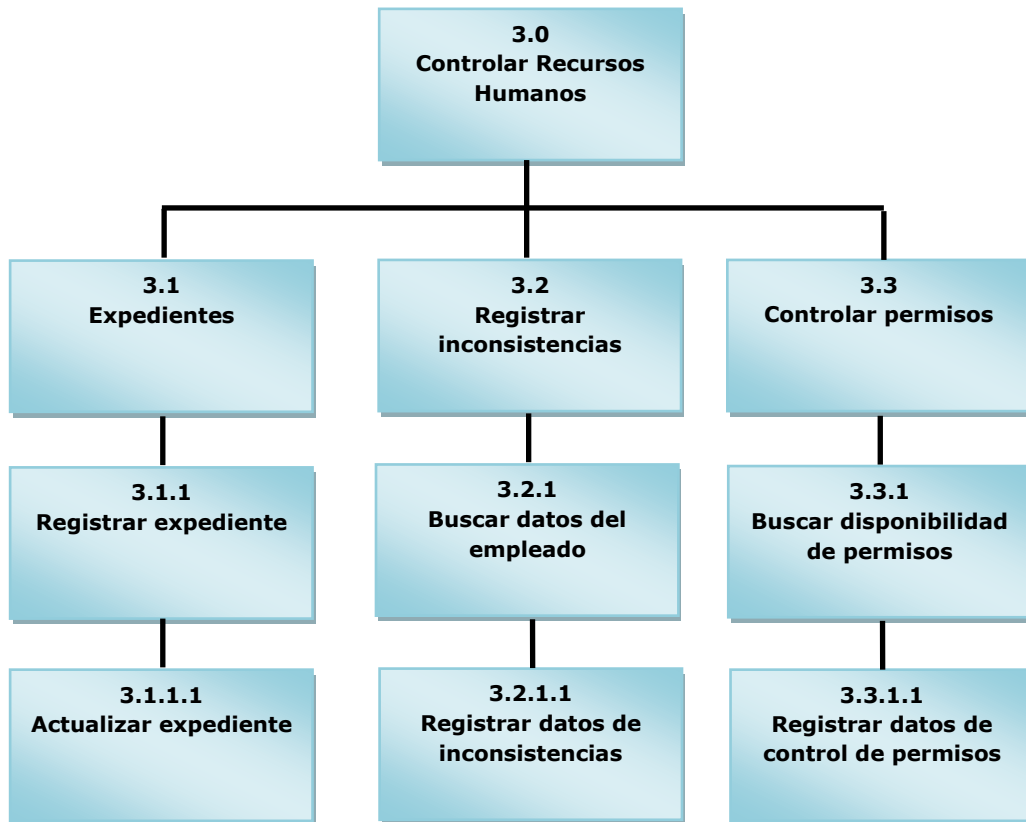 3.0
Controlar Recursos
Humanos
3.1
Expedientes
3.2
Registrar
inconsistencias
3.3
Controlar permisos
3.1.1
Registrar expediente
3.2.1
Buscar datos del
empleado
3.3.1
Buscar disponibilidad
de permisos
3.1.1.1
Actualizar expediente
3.2.1.1
Registrar datos de
inconsistencias
3.3.1.1
Registrar datos de
control de permisos